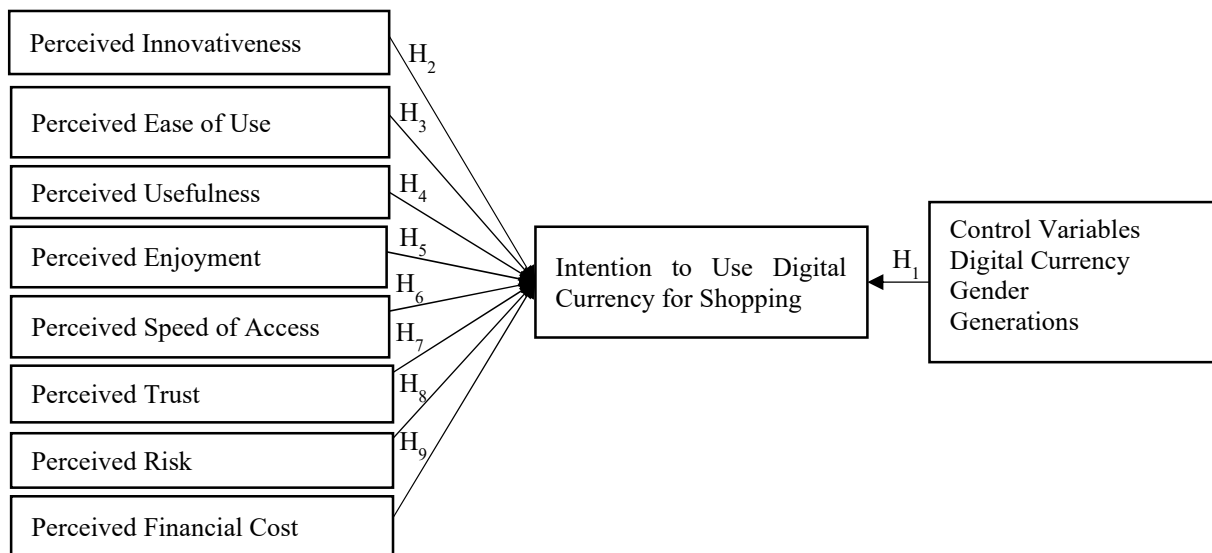 Perceived Innovativeness
H2
Perceived Ease of Use
H3
Perceived Usefulness
H4
Perceived Enjoyment
H5
Perceived Speed of Access
H6
Perceived Trust
H7
Perceived Risk
H8
Perceived Financial Cost
H9
Intention to Use Digital
Currency for Shopping
H1
Control Variables
Digital Currency
Gender
Generations